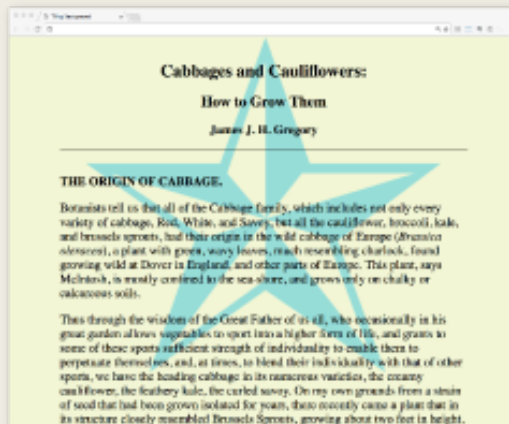 Cabbages and Cauliflowers:
How to Grow Them
James J. H. Gregory
THE ORIGIN OF CABBAGE.
Botanists tell us that all of the Cabbage family, which includes not only every
variety of cabbage, Red, White, and Savoy, but all the cauliflower, broccoli, kale,
and brussels sprouts, had their origin in the wild cabbage of Europe (Brassica
oleracea), a plant with green, wavy leaves, much resembling charlock, found
growing wild at Dover in England, and other parts of Europe. This plant, says
McIntosh, is mostly confined to the sea-shore, and grows only on chalky or
calcareous soils.
Thus through the wisdom of the Great Father of us all, who occasionally in his
great garden allows vegetables to sport into a higher form of life, and grants to
some of these sports sufficient strength of individuality to enable them to
perpetuate themselves, and, at times, to blend their individuality with that of other
sports, we have the heading cabbage in its numerous varieties, the creamy
cauliflower, the feathery kale, the curled savoy. On my own grounds from a strain
of seed that had been grown isolated for years, there recently came a plant that in
its structure closely resembled Brussels Sprouts, growing about two feet in height,